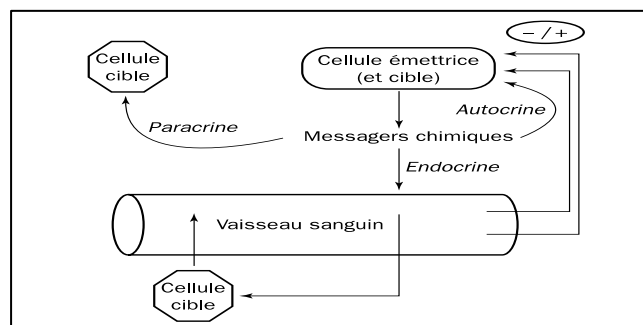 Cellule
cible
Cellule émettrice
(et cible)
− / +
Paracrine
Autocrine
Messagers chimiques
Endocrine
Vaisseau sanguin
Cellule
cible